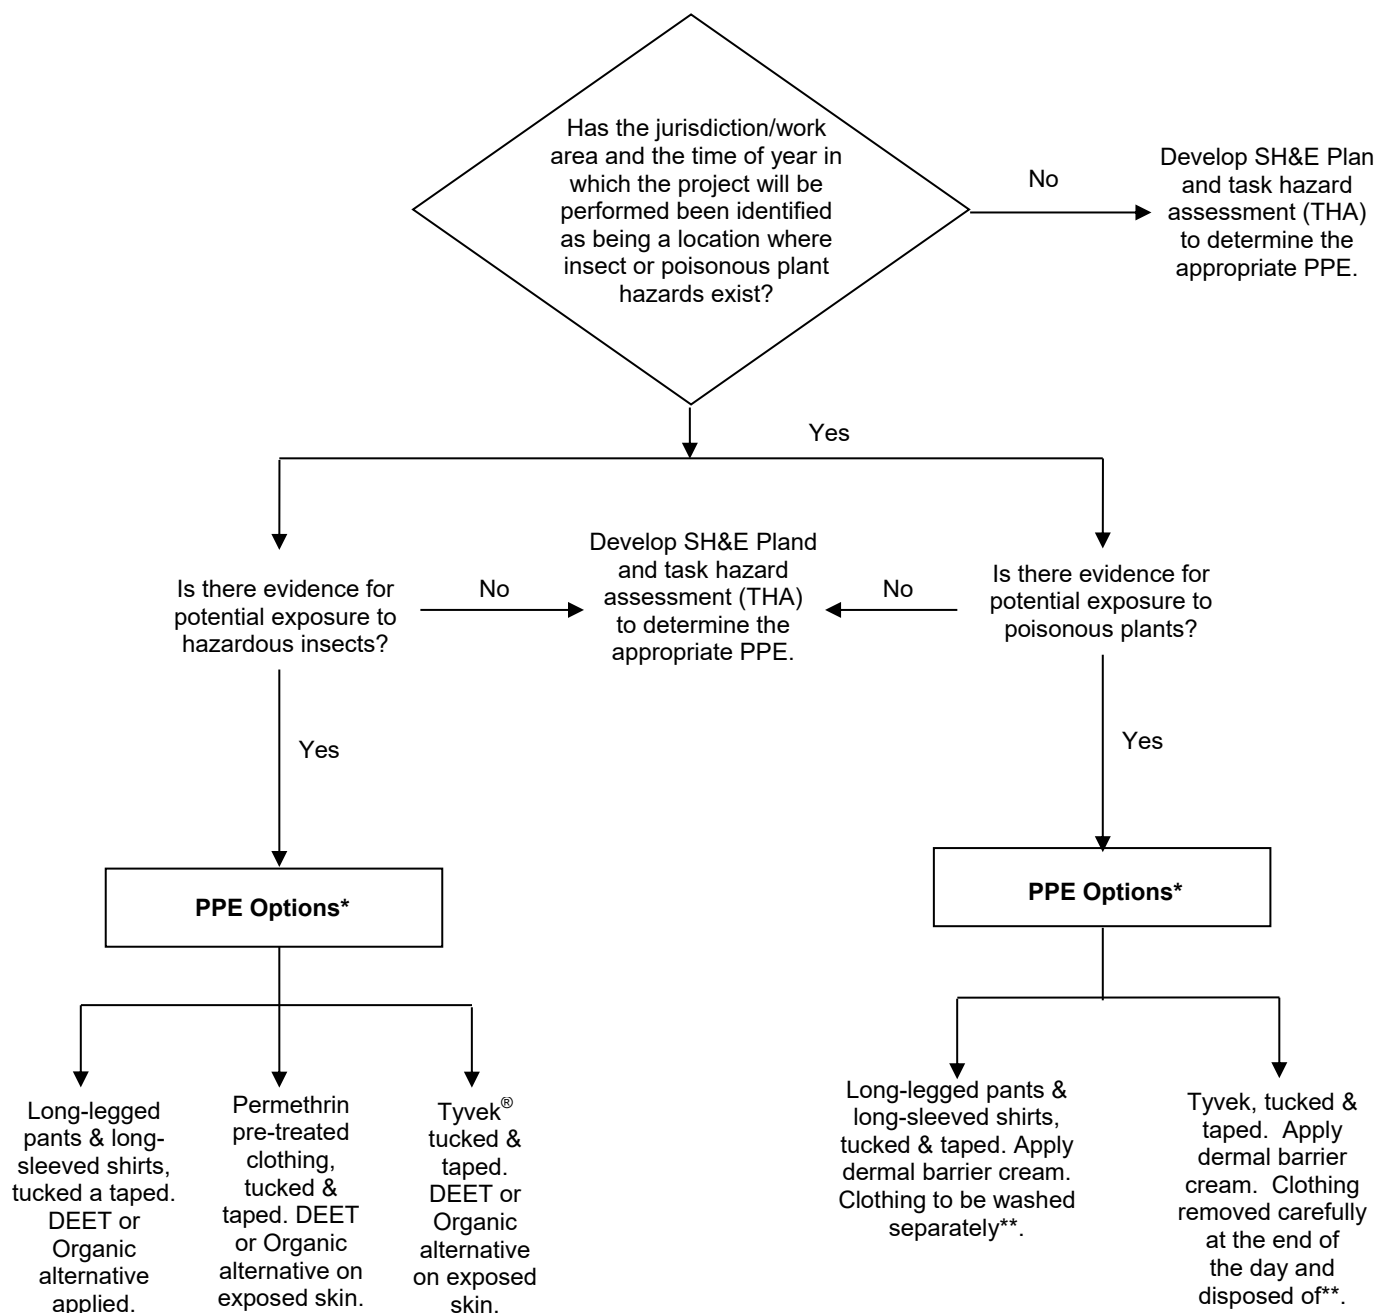 Has the jurisdiction/work
area and the time of year in
which the project will be
performed been identified
as being a location where
insect or poisonous plant
hazards exist?
No
Develop SH&E Plan
and task hazard
assessment (THA)
to determine the
appropriate PPE.
Yes
Is there evidence for
potential exposure to
hazardous insects?
No
Develop SH&E Pland
and task hazard
assessment (THA)
to determine the
appropriate PPE.
No
Is there evidence for
potential exposure to
poisonous plants?
Yes
Yes
PPE Options*
PPE Options*
Long-legged
pants & long-
sleeved shirts,
tucked a taped.
DEET or
Organic
alternative
applied.
Permethrin
pre-treated
clothing,
tucked &
taped. DEET
or Organic
alternative on
exposed skin.
Tyvek®
tucked &
taped.
DEET or
Organic
alternative
on exposed
skin.
Long-legged pants &
long-sleeved shirts,
tucked & taped. Apply
dermal barrier cream.
Clothing to be washed
separately**.
Tyvek, tucked &
taped. Apply
dermal barrier
cream. Clothing
removed carefully
at the end of
the day and
disposed of**.